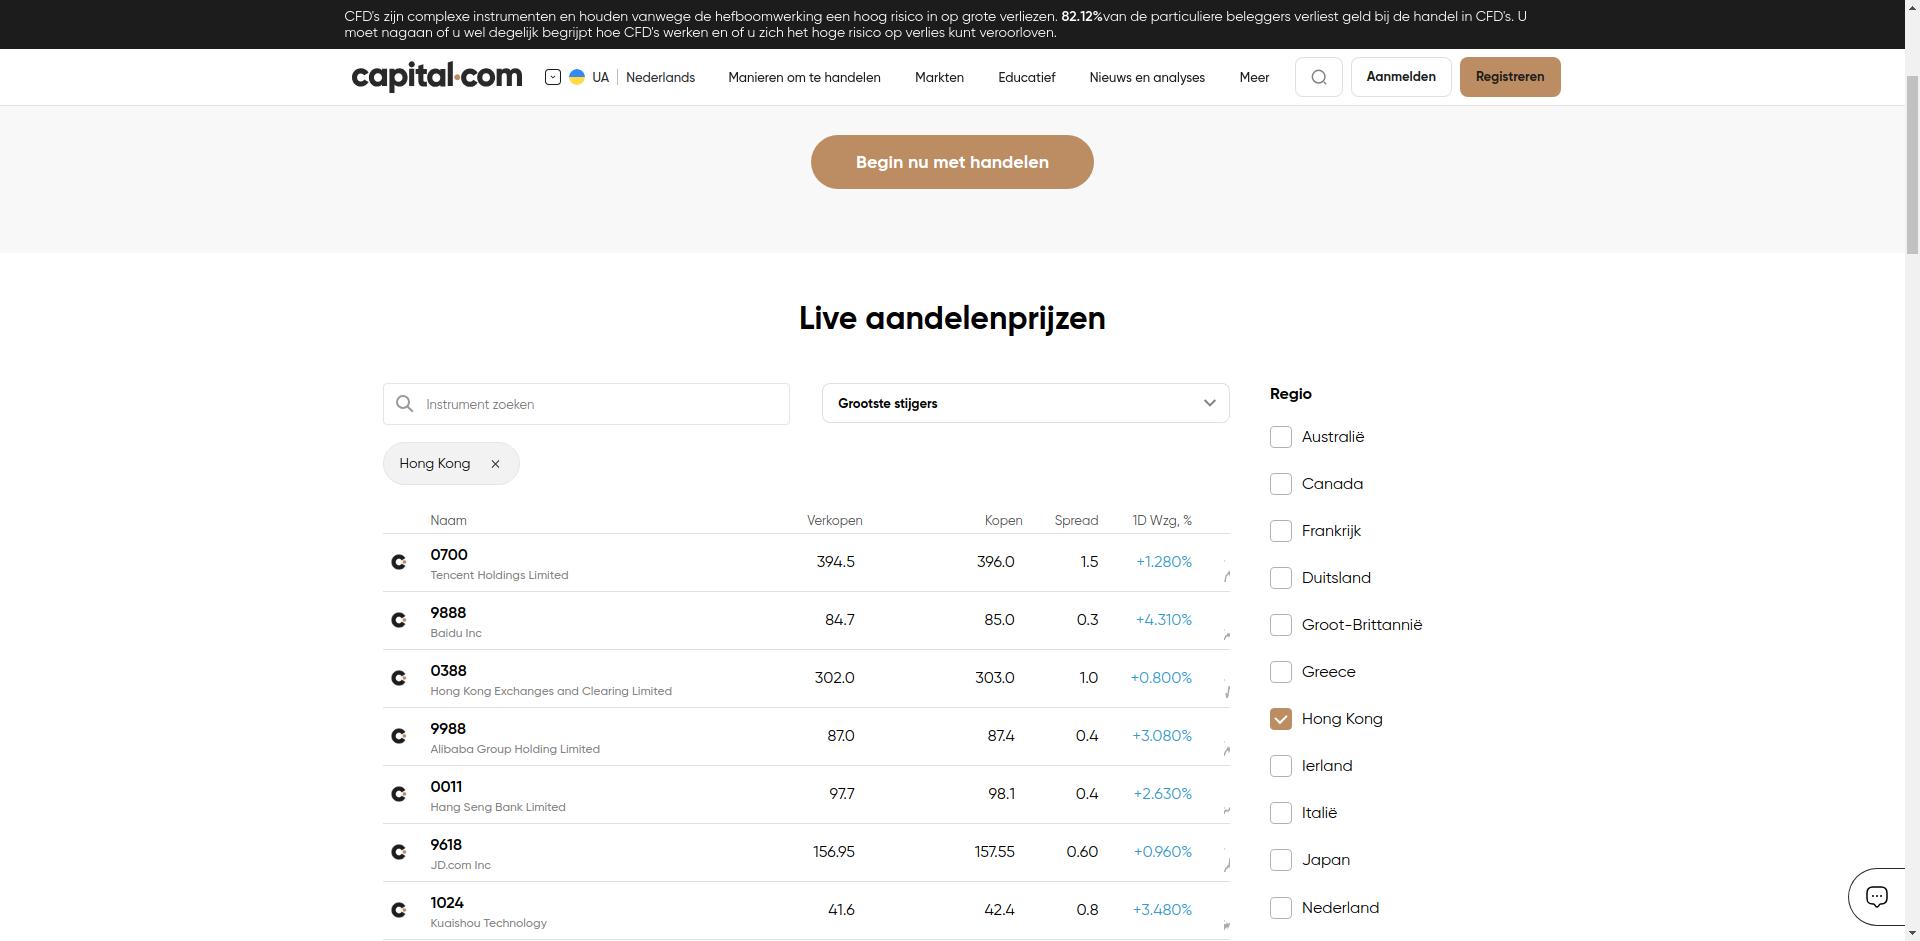 CFD's zijn complexe instrumenten en houden vanwege de hefboomwerking een hoog risico in op grote verliezen. 82.12%van de particuliere beleggers verliest geld bij de handel in CFD's. U
moet nagaan of u wel degelijk begrijpt hoe CFD's werken en of u zich het hoge risico op verlies kunt veroorloven.
capital.com UA Nederlands Manieren om te handelen Markten Educatief Nieuws en analyses Meer Aanmelden Registreren
Begin nu met handelen
Live aandelenprijzen
Instrument zoeken Grootste stijgers
Hong Kong
Naam Verkopen Kopen Spread 1D Wzg, %
0700 394.5 396.0 1.5 +1.280%
Tencent Holdings Limited
9888 84.7 85.0 0.3 +4.310%
Baidu Inc
0388 302.0 303.0 1.0 +0.800%
Hong Kong Exchanges and Clearing Limited
9988 87.0 87.4 0.4 +3.080%
Alibaba Group Holding Limited
0011 97.7 98.1 0.4 +2.630%
Hang Seng Bank Limited
9618 156.95 157.55 0.60 +0.960%
JD.com Inc
1024 41.6 42.4 0.8 +3.480%
Kuaishou Technology
Regio
Australië
Canada
Frankrijk
Duitsland
Groot-Brittannië
Greece
Hong Kong
Ierland
Italië
Japan
Nederland